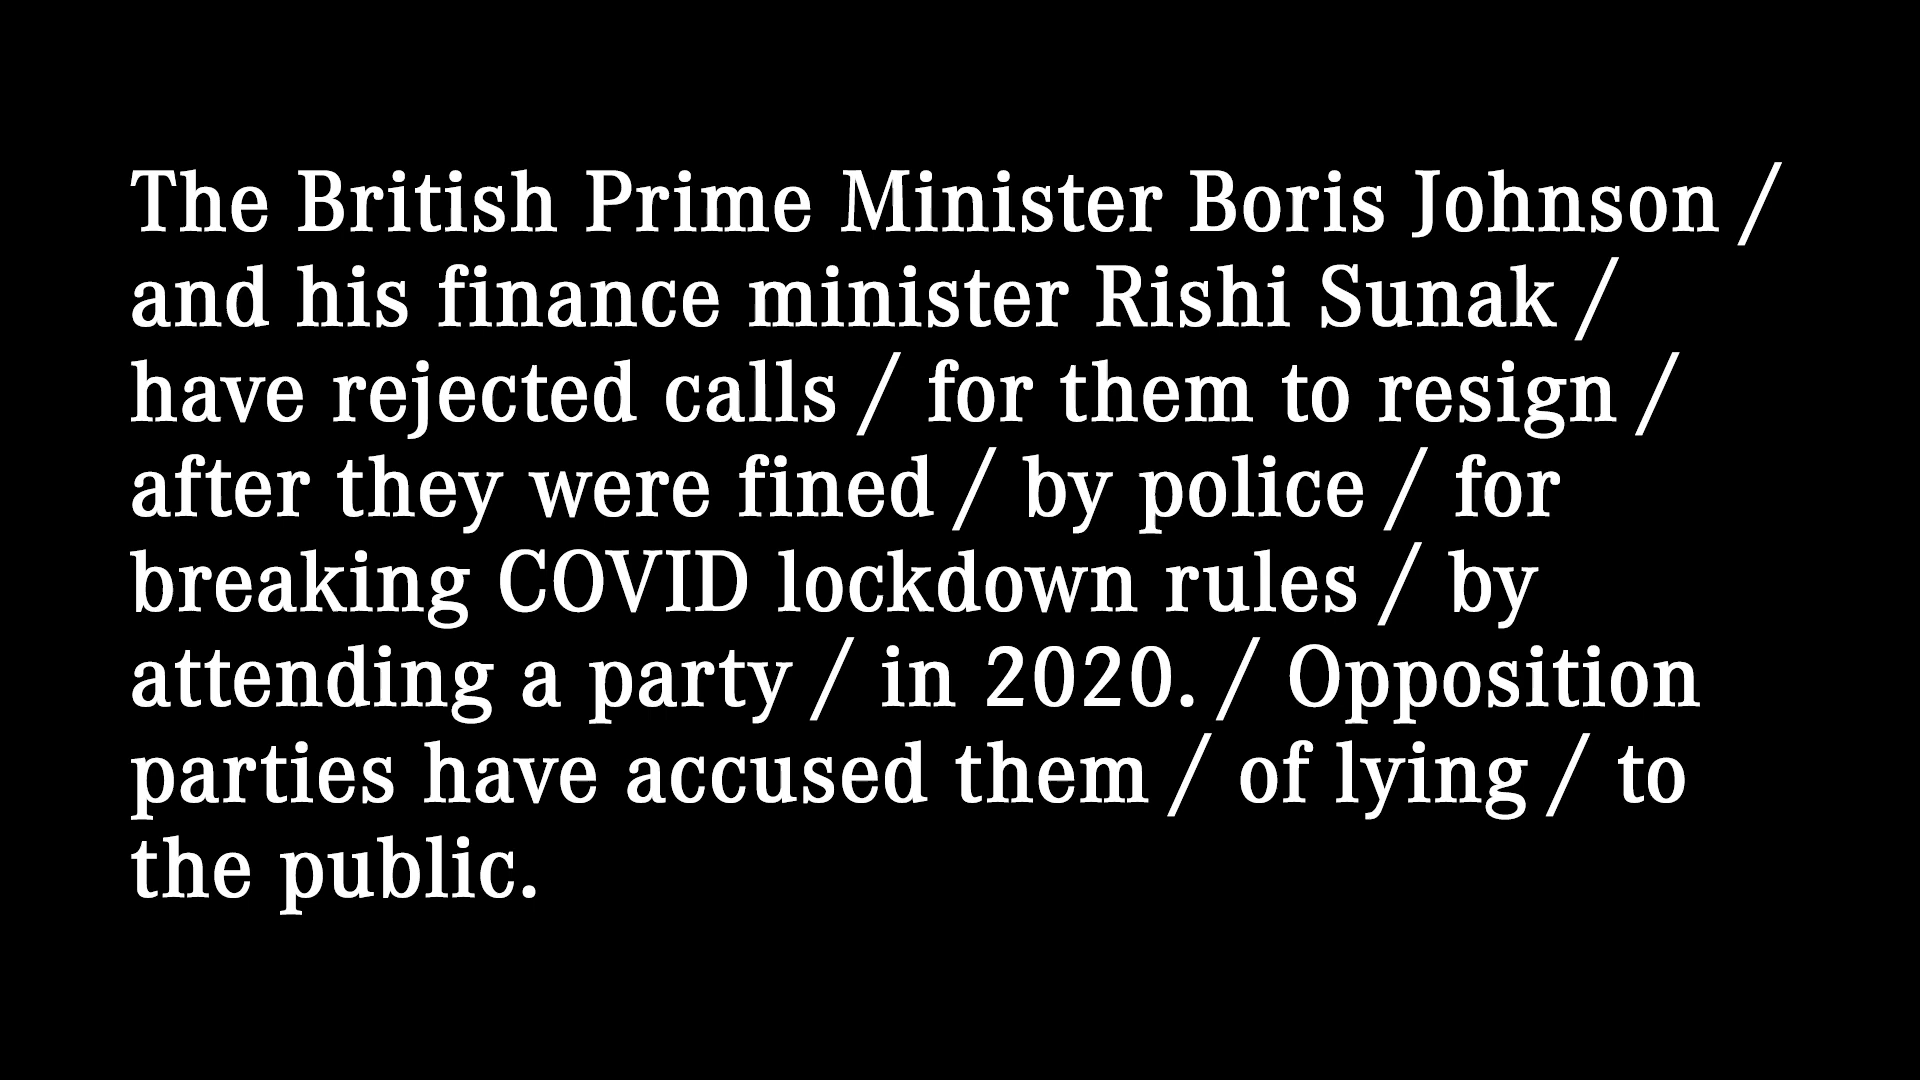 The British Prime Minister Boris Johnson /
and his finance minister Rishi Sunak /
have rejected calls / for them to resign /
after they were fined / by police / for
breaking COVID lockdown rules / by
attending a party / in 2020. / Opposition
parties have accused them / of lying / to
the public.